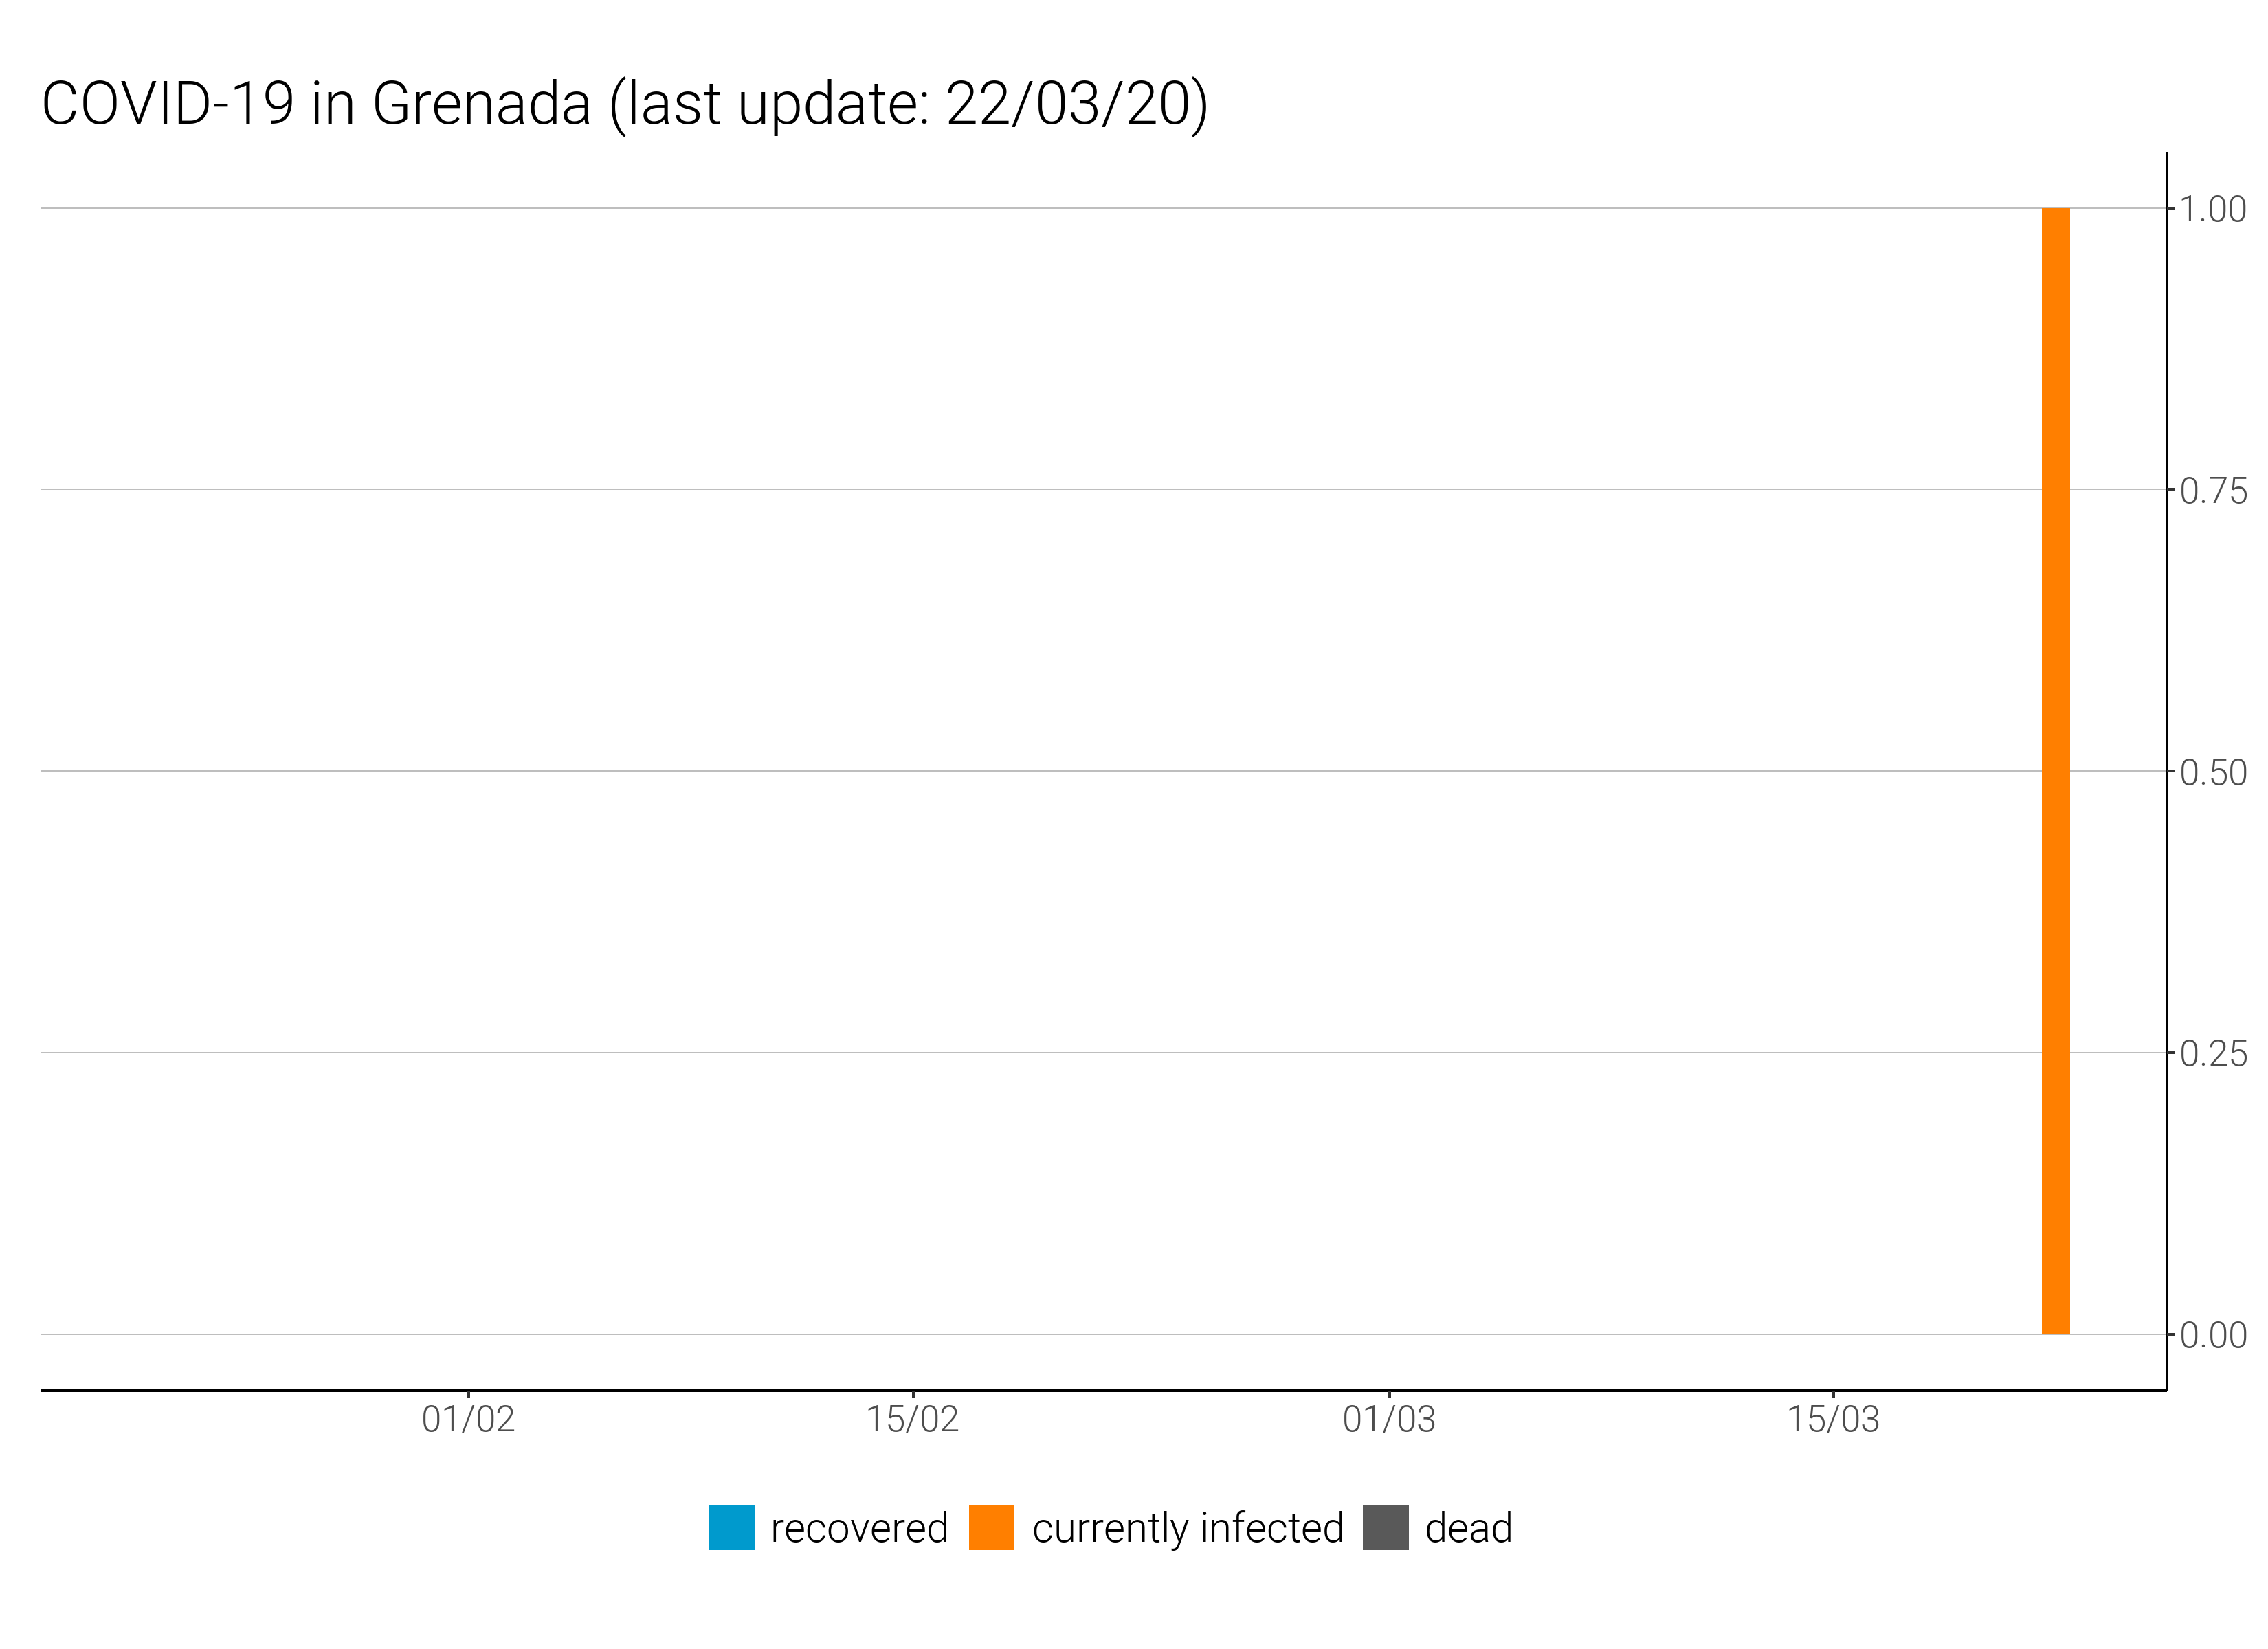 COVID-19 in Grenada (last update: 22/03/20)
1.00
0.75
0.50
0.25
0.00
01/02 15/02 01/03 15/03
recovered currently infected dead